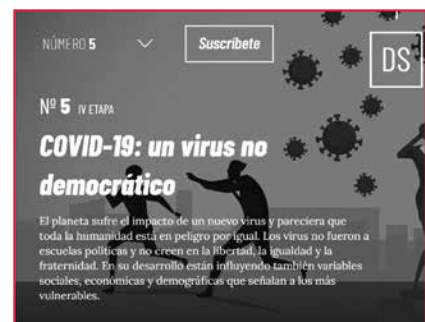 NÚMERO 5
Suscríbete
DS
Nº 5 IV ETAPA
COVID-19: un virus no
democrático
El planeta sufre el impacto de un nuevo virus y pareciera que
toda la humanidad está en peligro por igual. Los virus no fueron a
escuelas políticas y no creen en la libertad, la igualdad y la
fraternidad. En su desarrollo están influyendo también variables
sociales, económicas y demográficas que señalan a los más
vulnerables.